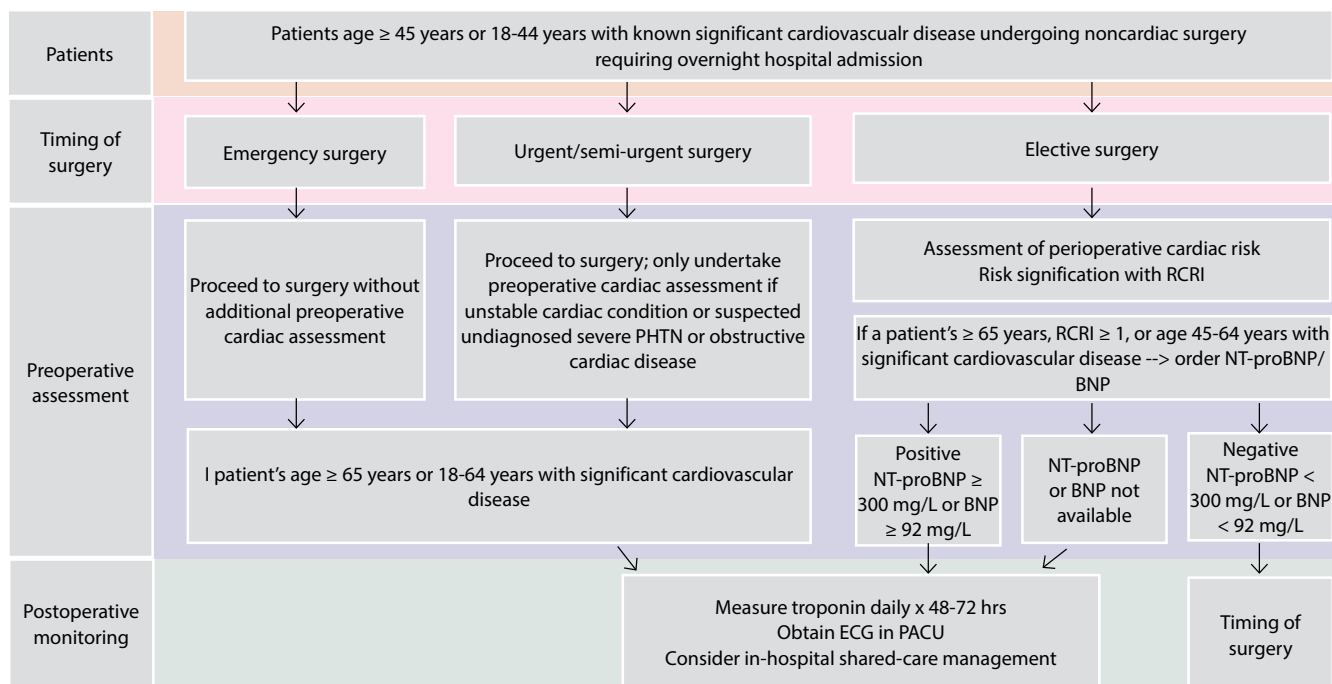 Patients
Patients age ≥ 45 years or 18-44 years with known significant cardiovascualr disease undergoing noncardiac surgery
requiring overnight hospital admission
Timing of
surgery
Emergency surgery
Urgent/semi-urgent surgery
Elective surgery
Preoperative
assessment
Proceed to surgery without
additional preoperative
cardiac assessment
Proceed to surgery; only undertake
preoperative cardiac assessment if
unstable cardiac condition or suspected
undiagnosed severe PHTN or obstructive
cardiac disease
Assessment of perioperative cardiac risk
Risk signification with RCRI
If a patient's ≥ 65 years, RCRI ≥ 1, or age 45-64 years with
significant cardiovascular disease --> order NT-proBNP/
BNP
I patient's age ≥ 65 years or 18-64 years with significant cardiovascular
disease
Positive
NT-proBNP ≥
300 mg/L or BNP
≥ 92 mg/L
NT-proBNP
or BNP not
available
Negative
NT-proBNP <
300 mg/L or BNP
< 92 mg/L
Postoperative
monitoring
Measure troponin daily x 48-72 hrs
Obtain ECG in PACU
Consider in-hospital shared-care management
Timing of
surgery